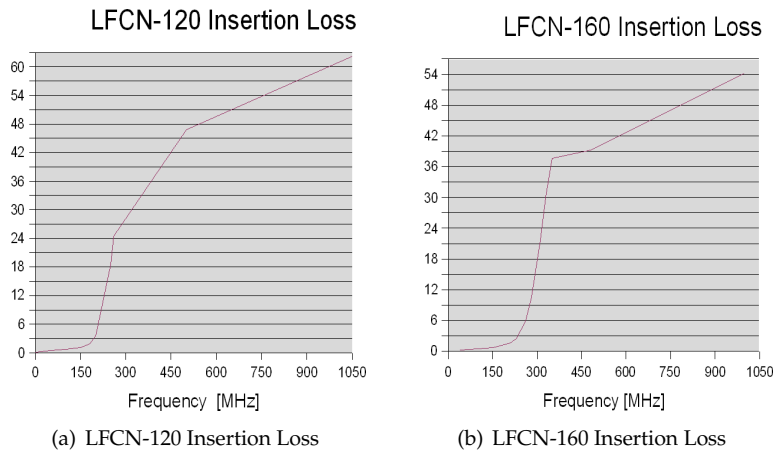 LFCN-120 Insertion Loss
60
54
48
42
36
30
24
18
12
6
0
0 150 300 450 600 750 900 1050
Frequency [MHz]
(a) LFCN-120 Insertion Loss
LFCN-160 Insertion Loss
54
48
42
36
30
24
18
12
6
0
0 150 300 450 600 750 900 1050
Frequency [MHz]
(b) LFCN-160 Insertion Loss